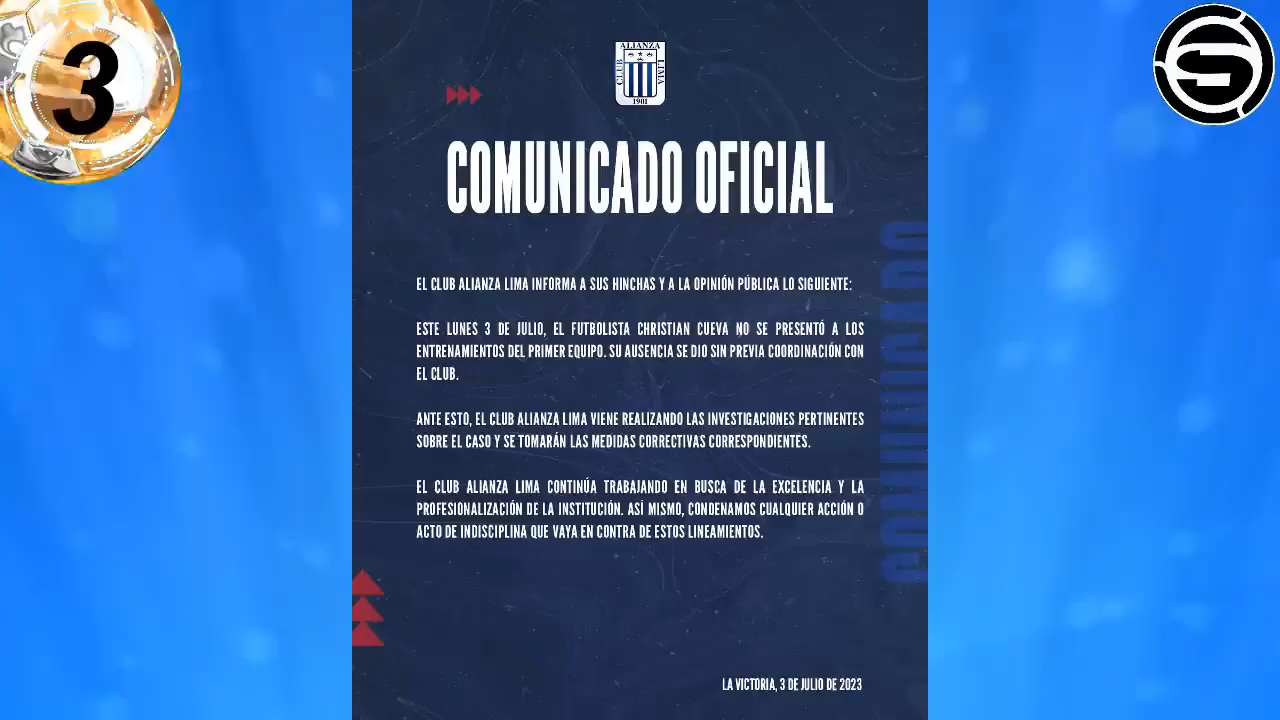 3
ALIANZA
CLUB
LIMA
1901
COMUNICADO OFICIAL
EL CLUB ALIANZA LIMA INFORMA A SUS HINCHAS Y A LA OPINIÓN PÚBLICA LO SIGUIENTE:
ESTE LUNES 3 DE JULIO, EL FUTBOLISTA CHRISTIAN CUEVA NO SE PRESENTÓ A LOS
ENTRENAMIENTOS DEL PRIMER EQUIPO. SU AUSENCIA SE DIO SIN PREVIA COORDINACIÓN CON
EL CLUB.
ANTE ESTO, EL CLUB ALIANZA LIMA VIENE REALIZANDO LAS INVESTIGACIONES PERTINENTES
SOBRE EL CASO Y SE TOMARÁN LAS MEDIDAS CORRECTIVAS CORRESPONDIENTES.
EL CLUB ALIANZA LIMA CONTINÚA TRABAJANDO EN BUSCA DE LA EXCELENCIA Y LA
PROFESIONALIZACIÓN DE LA INSTITUCIÓN. ASÍ MISMO, CONDENAMOS CUALQUIER ACCIÓN O
ACTO DE INDISCIPLINA QUE VAYA EN CONTRA DE ESTOS LINEAMIENTOS.
COMUNICADO
LA VICTORIA, 3 DE JULIO DE 2023